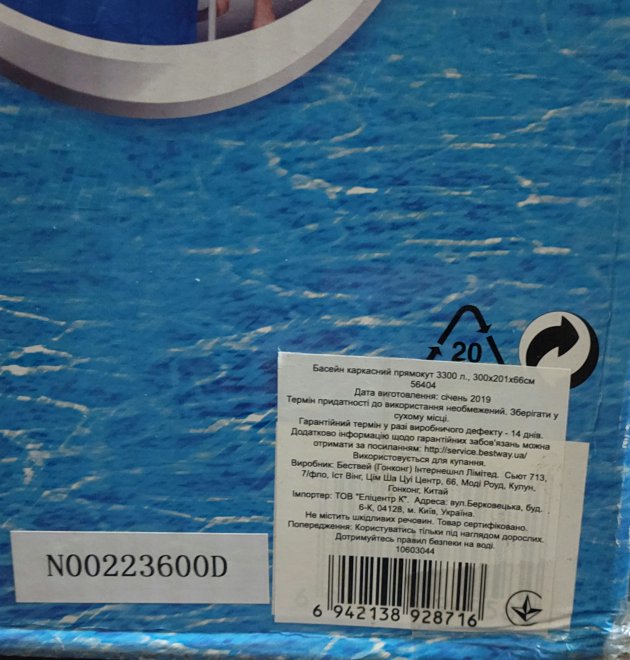 20
Басейн каркасний прямокут 3300 л., 300х201х66см
56404
Дата виготовлення: січень 2019
Термін придатності до використання необмежений. Зберігати у
сухому місці.
Гарантійний термін у разі виробничого дефекту - 14 днів.
Додатково інформацію щодо гарантійних зобов'язань можна
отримати за посиланням: http://service.bestway.ua/
Використовується для купання.
Виробник: Бествей (Гонконг) Інтернешнл Лімітед. Сьют 713,
7/фло, Іст Вінг, Цім Ша Цуі Центр, 66, Моді Роуд, Кулун,
Гонконг, Китай
Імпортер: ТОВ "Епіцентр К". Адреса: вул.Берковецька, буд.
6-К, 04128, м. Київ, Україна.
Не містить шкідливих речовин. Товар сертифіковано.
Попередження: Користуватись тільки під наглядом дорослих.
Дотримуйтесь правил безпеки на воді.
10603044
6 942138 928716
N00223600D